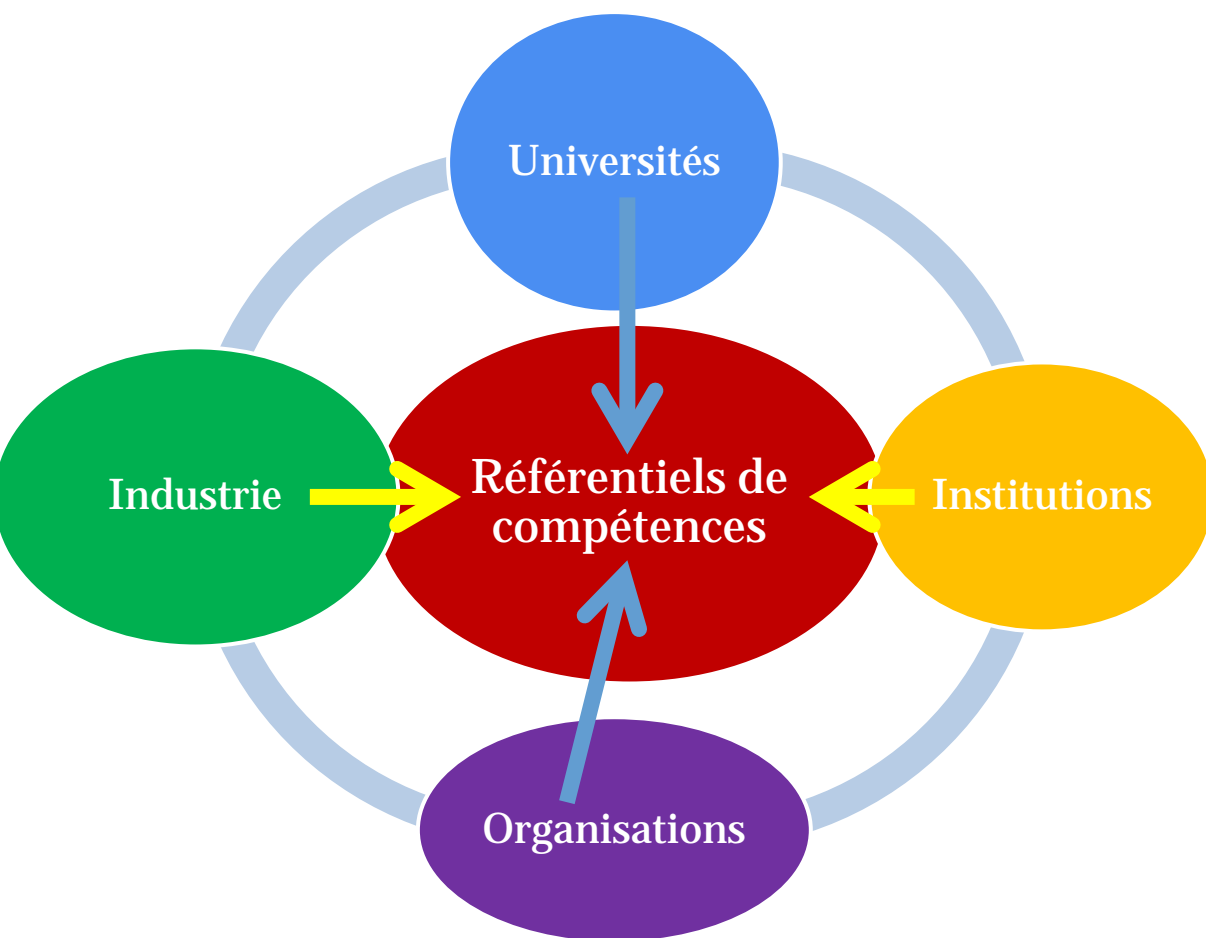 Universités
Industrie
Référentiels de
compétences
Institutions
Organisations